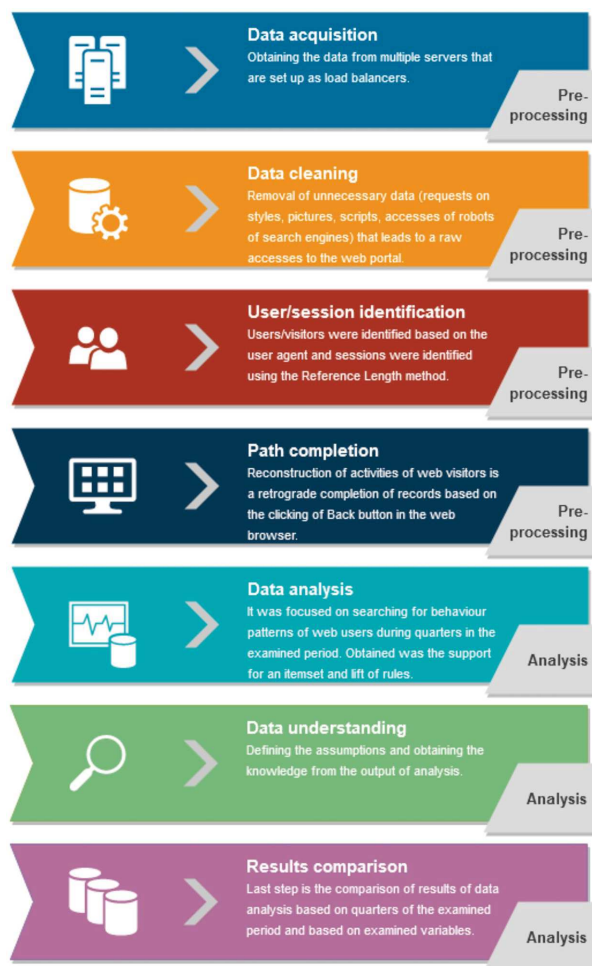 Data acquisition
Obtaining the data from multiple servers that
are set up as load balancers.
Pre-
processing
Data cleaning
Removal of unnecessary data (requests on
styles, pictures, scripts, accesses of robots
of search engines) that leads to a raw
accesses to the web portal.
Pre-
processing
User/session identification
Users/visitors were identified based on the
user agent and sessions were identified
using the Reference Length method.
Pre-
processing
Path completion
Reconstruction of activities of web visitors is
a retrograde completion of records based on
the clicking of Back button in the web
browser.
Pre-
processing
Data analysis
It was focused on searching for behaviour
patterns of web users during quarters in the
examined period. Obtained was the support
for an itemset and lift of rules.
Analysis
Data understanding
Defining the assumptions and obtaining the
knowledge from the output of analysis.
Analysis
Results comparison
Last step is the comparison of results of data
analysis based on quarters of the examined
period and based on examined variables.
Analysis